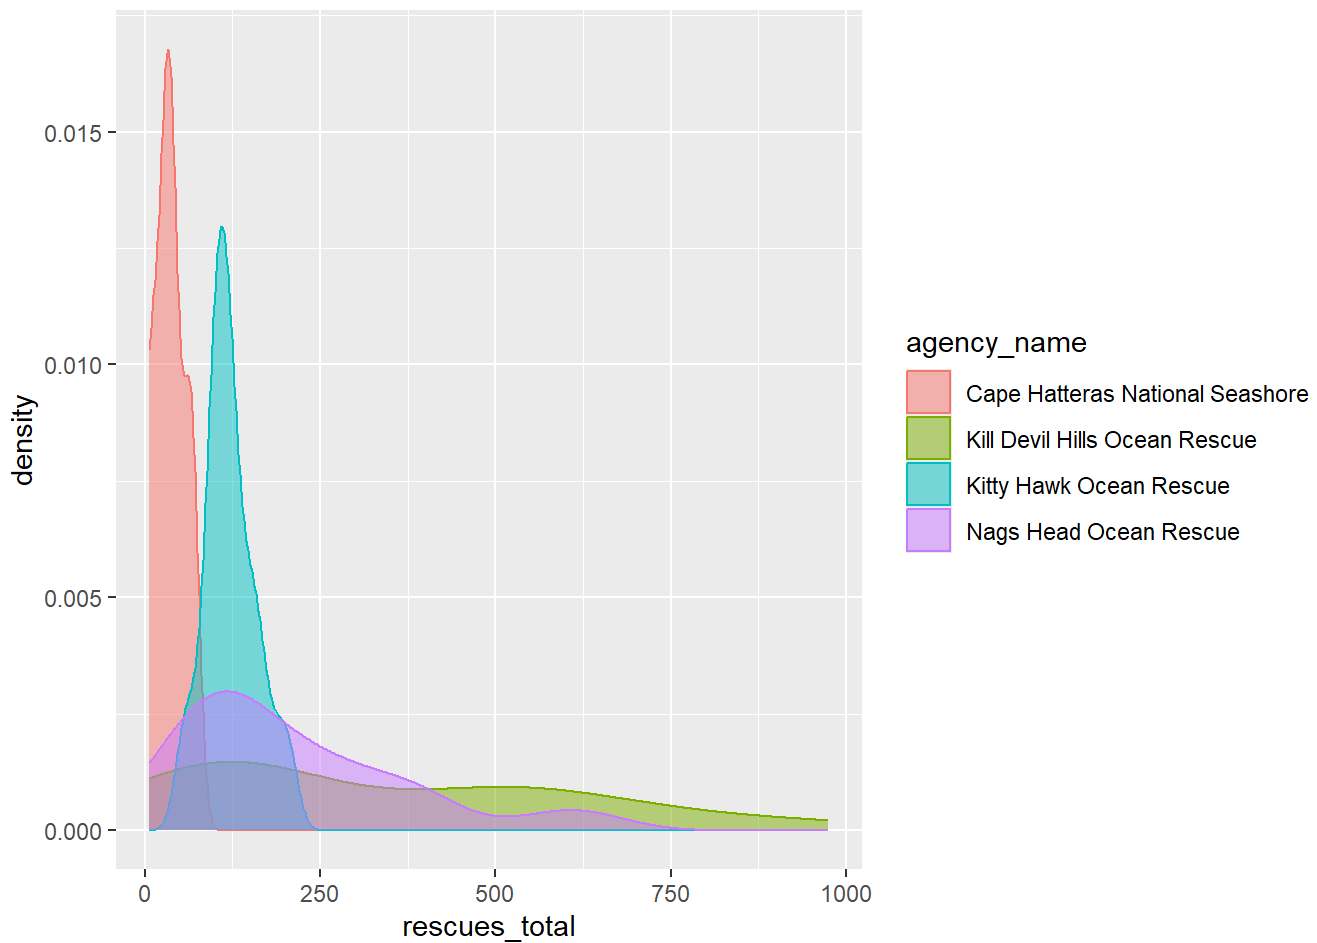 0.015
0.010
0.005
0.000
density
0
250
500
750
1000
rescues_total
agency_name
Cape Hatteras National Seashore
Kill Devil Hills Ocean Rescue
Kitty Hawk Ocean Rescue
Nags Head Ocean Rescue